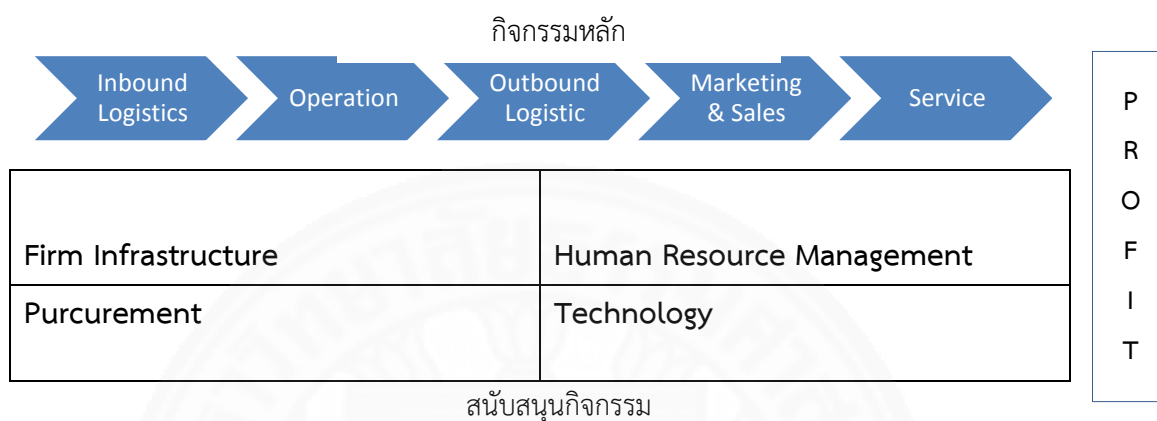 กิจกรรมหลัก
Inbound
Logistics
Operation
Outbound
Logistic
Marketing
& Sales
Service
P
R
O
F
I
T
Firm Infrastructure
Human Resource Management
Purcurement
Technology
สนับสนุนกิจกรรม